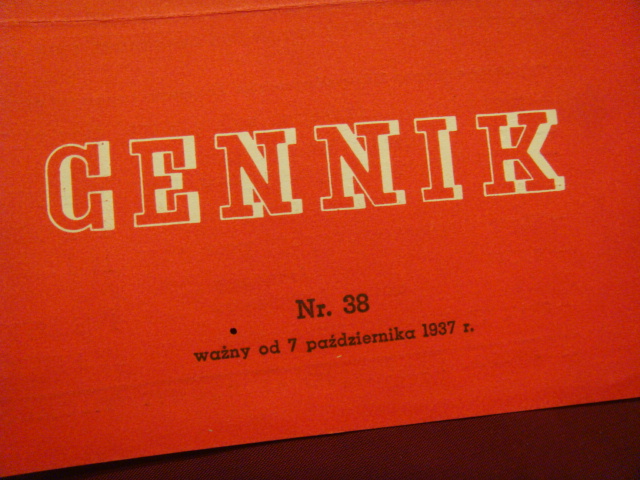 CENNIK
Nr. 38
ważny od 7 października 1937 r.